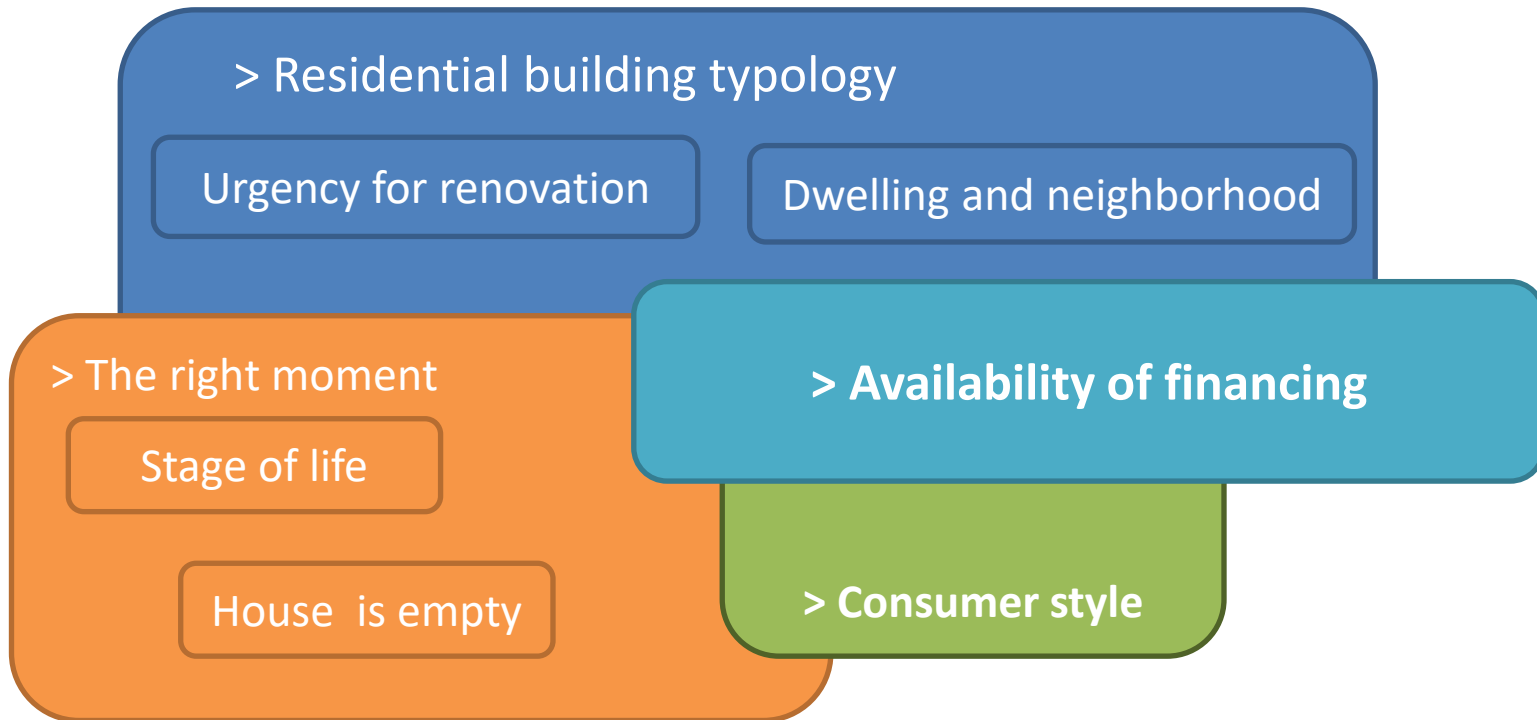 > Residential building typology
Urgency for renovation
Dwelling and neighborhood
> The right moment
> Availability of financing
Stage of life
House  is empty
> Consumer style